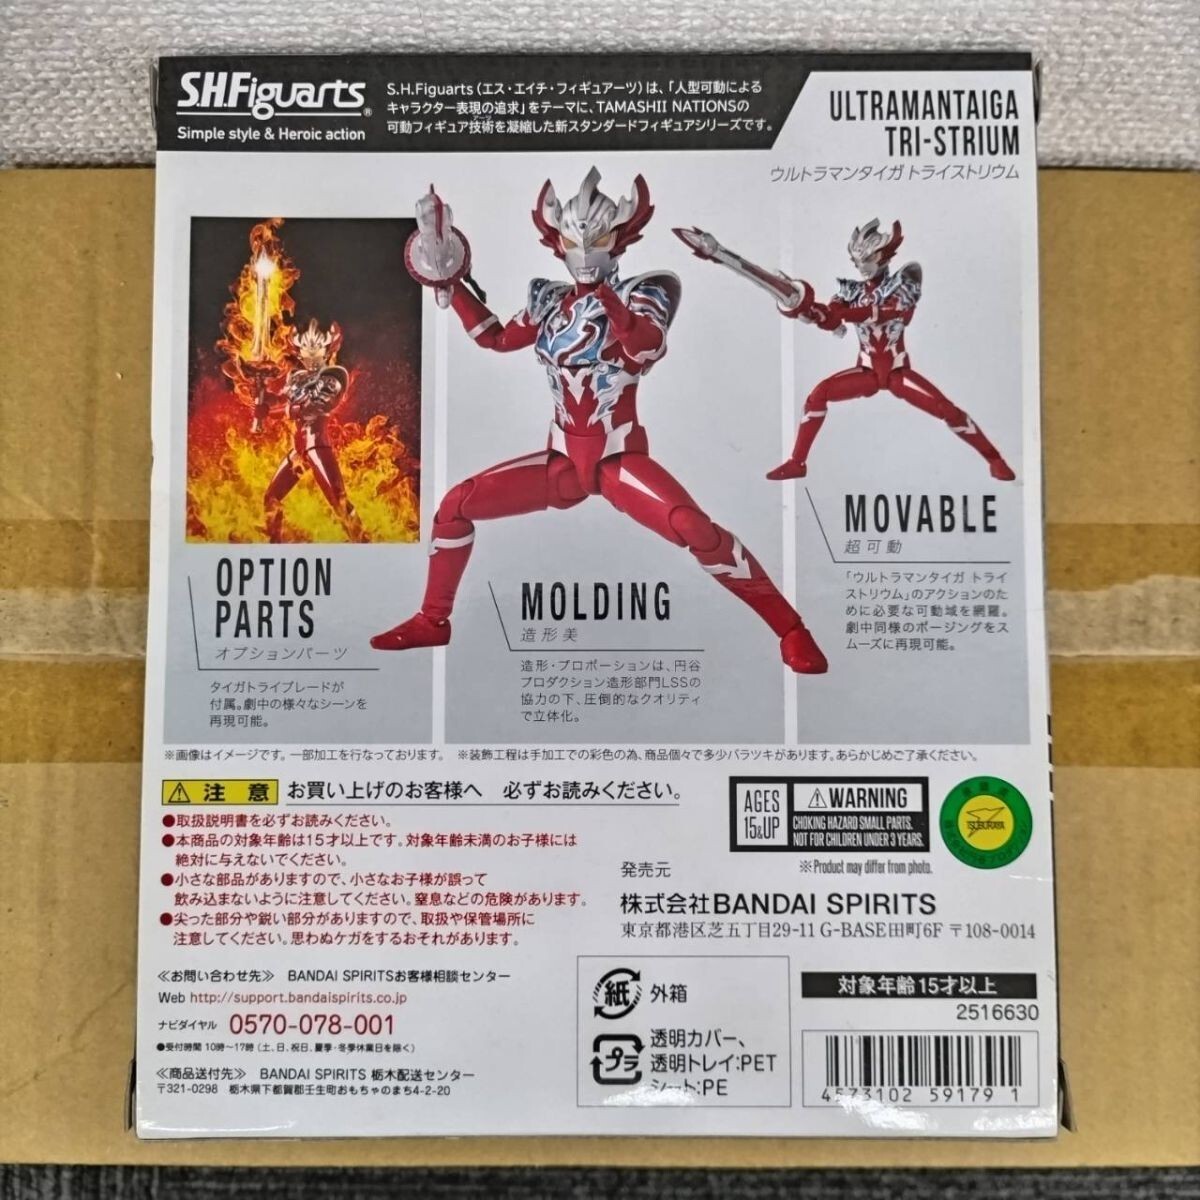 S.H.Figuarts®
Simple style & Heroic action
S.H.Figuarts（エス・エイチ・フィギュアーツ）は、「人型可動による
キャラクター表現の追求」をテーマに、TAMASHII NATIONSの
可動フィギュア技術を凝縮した新スタンダードフィギュアシリーズです。
ULTRAMANTAIGA
TRI-STRIUM
ウルトラマンタイガ トライストリウム
OPTION
PARTS
オプションパーツ
タイガトライブレードが
付属。劇中の様々なシーンを
再現可能。
MOLDING
造形美
造形・プロポーションは、円谷
プロダクション造形部門LSSの
協力の下、圧倒的なクオリティ
で立体化。
MOVABLE
超可動
「ウルトラマンタイガ トライ
ストリウム」のアクションのた
めに必要な可動域を網羅。
劇中同様のポージングをス
ムーズに再現可能。
※画像はイメージです。一部加工を行なっております。 ※装飾工程は手加工での彩色の為、商品個々で多少バラツキがあります。あらかじめご了承ください。
注意 お買い上げのお客様へ 必ずお読みください。
●取扱説明書を必ずお読みください。
●本商品の対象年齢は15才以上です。対象年齢未満のお子様には
絶対に与えないでください。
●小さな部品がありますので、小さなお子様が誤って
飲み込まないように注意してください。窒息などの危険があります。
●尖った部分や鋭い部分がありますので、取扱や保管場所に
注意してください。思わぬケガをするおそれがあります。
AGES
15&UP
WARNING
CHOKING HAZARD SMALL PARTS.
NOT FOR CHILDREN UNDER 3 YEARS.
※Product may differ from photo.
TSUBURAYA
発売元
株式会社BANDAI SPIRITS
東京都港区芝五丁目29-11 G-BASE田町6F 〒108-0014
≪お問い合わせ先≫ BANDAI SPIRITSお客様相談センター
Web http://support.bandaispirits.co.jp
ナビダイヤル 0570-078-001
●受付時間 10時〜17時（土、日、祝日、夏季・冬季休業日を除く）
≪商品送付先≫ BANDAI SPIRITS 栃木配送センター
〒321-0298 栃木県下都賀郡壬生町おもちゃのまち4-2-20
紙 外箱
プラ 透明カバー、
透明トレイ:PET
シート:PE
対象年齢15才以上
2516630
4573102 59179 1